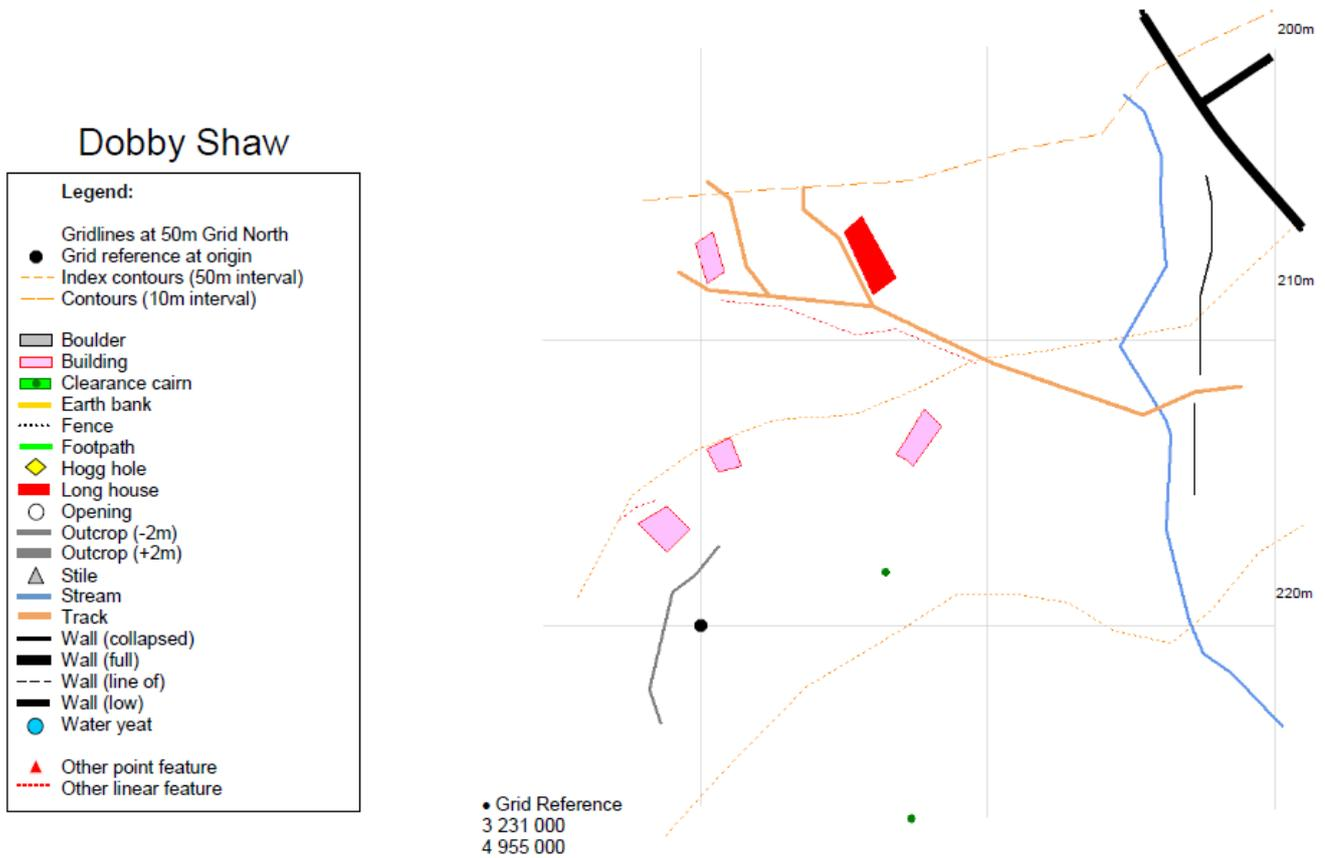 Dobby Shaw
Legend:
Gridlines at 50m Grid North
Grid reference at origin
Index contours (50m interval)
Contours (10m interval)
Boulder
Building
Clearance cairn
Earth bank
Fence
Footpath
Hogg hole
Long house
Opening
Outcrop (-2m)
Outcrop (+2m)
Stile
Stream
Track
Wall (collapsed)
Wall (full)
Wall (line of)
Wall (low)
Water yeat
Other point feature
Other linear feature
200m
210m
220m
• Grid Reference
3 231 000
4 955 000